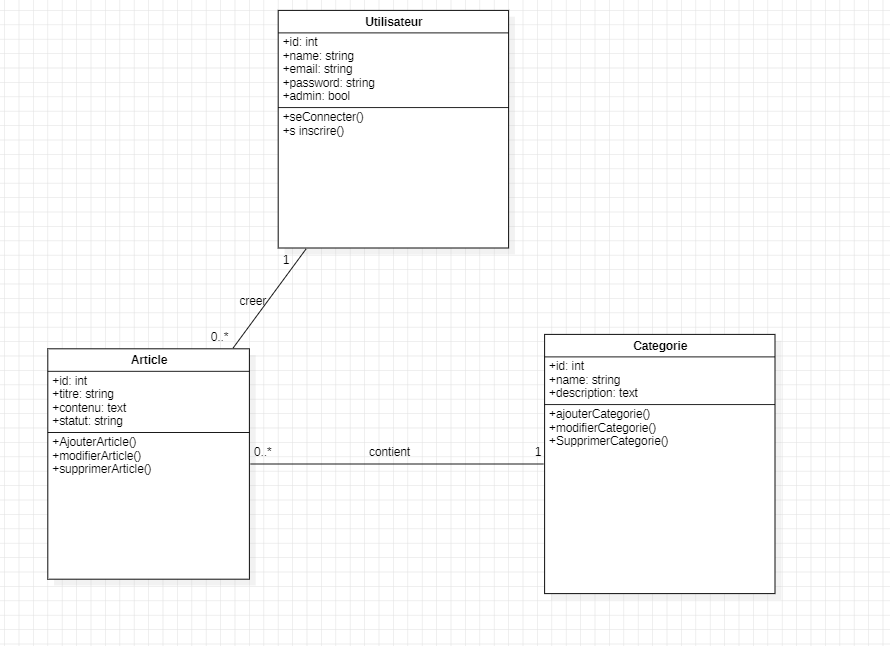 Utilisateur
+id: int
+name: string
+email: string
+password: string
+admin: bool
+seConnecter()
+s inscrire()
1
creer
0..*
Article
+id: int
+titre: string
+contenu: text
+statut: string
+AjouterArticle()
+modifierArticle()
+supprimerArticle()
0..*
contient
1
Categorie
+id: int
+name: string
+description: text
+ajouterCategorie()
+modifierCategorie()
+SupprimerCategorie()